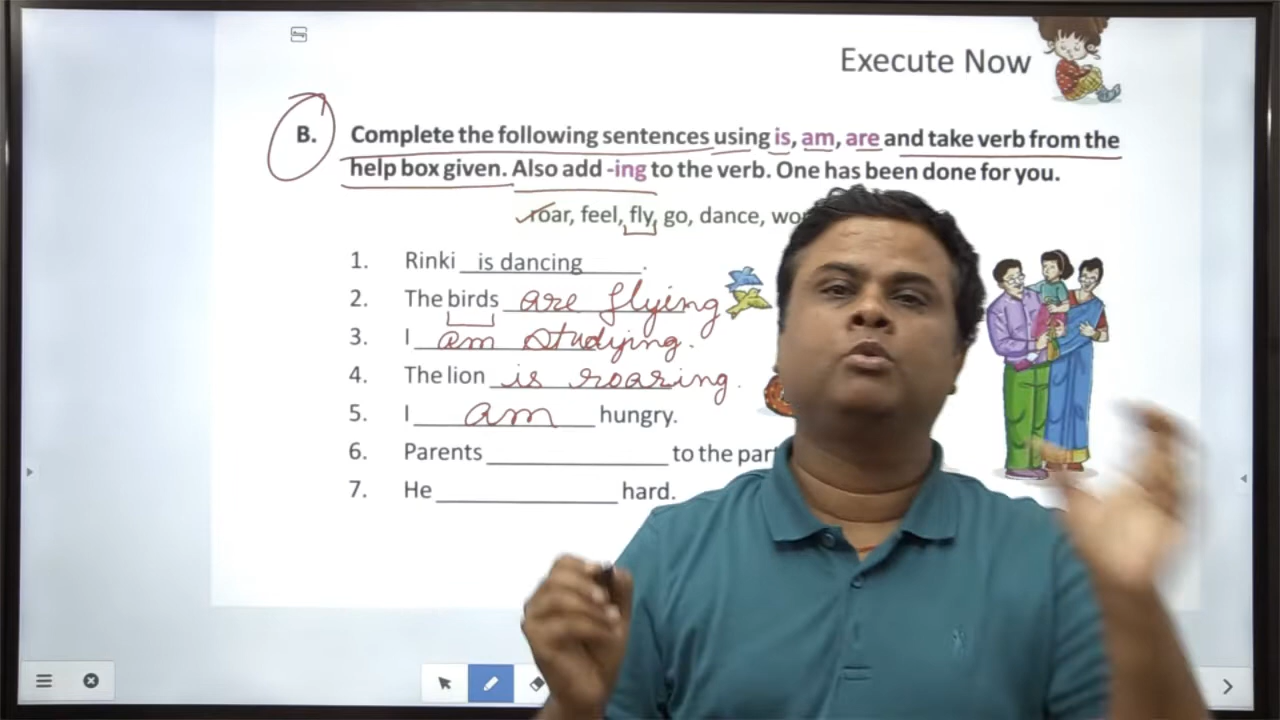 Execute Now
B. Complete the following sentences using is, am, are and take verb from the
help box given. Also add -ing to the verb. One has been done for you.
roar, feel, fly, go, dance,
1. Rinki is dancing .
2. The birds are flying
3. I am studying.
4. The lion is roaring.
5. I am hungry.
6. Parents to the
7. He hard.